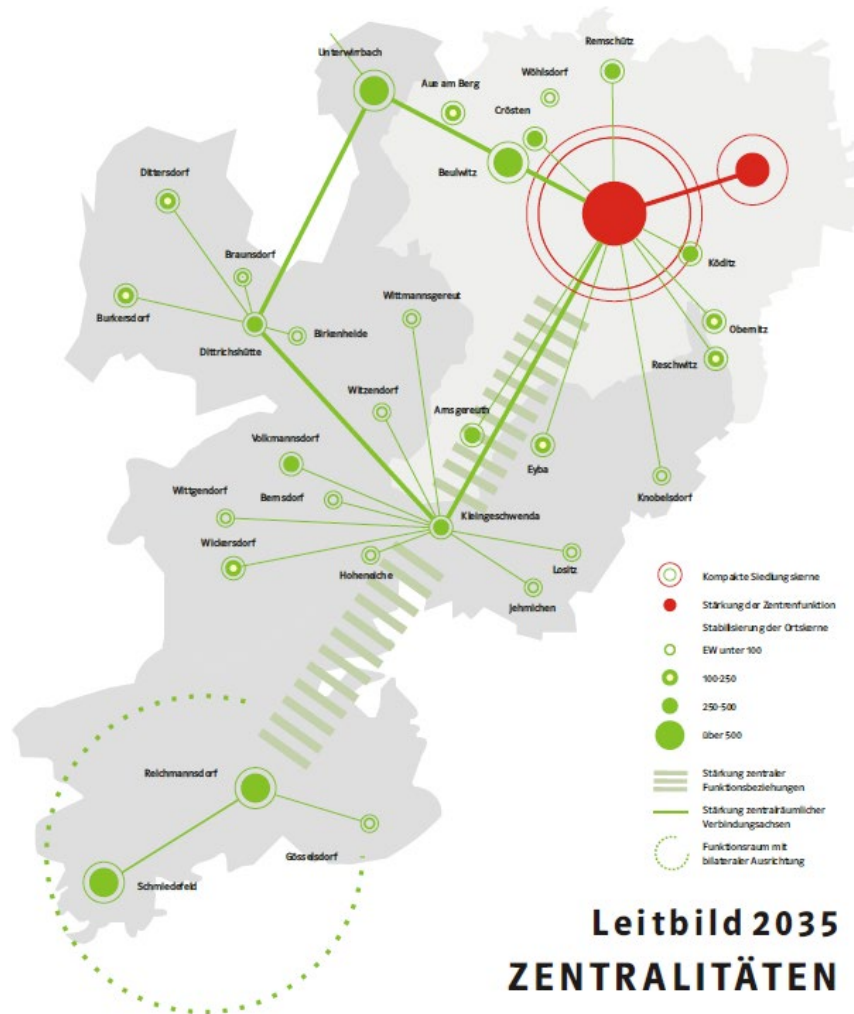 Remschütz
Unterwirrbach
Wöhlsdorf
Aue am Berg
Crösten
Beulwitz
Dittersdorf
Braunsdorf
Köditz
Wittmannsgereut
Burkersdorf
Obernitz
Birkenheide
Dittrichshütte
Reschwitz
Witzendorf
Arnsgereuth
Volkmannsdorf
Eyba
Wittgendorf
Bernsdorf
Knobelsdorf
Kleingeschwenda
Wickersdorf
Lositz
Hoheneiche
Jehmichen
Kompakte Siedlungskerne
Stärkung der Zentrenfunktion
Stabilisierung der Ortskerne
EW unter 100
100-250
250-500
über 500
Reichmannsdorf
Stärkung zentraler
Funktionsbeziehungen
Stärkung zentralräumlicher
Verbindungsachsen
Gösselsdorf
Funktionsraum mit
bilateraler Ausrichtung
Schmiedefeld
Leitbild 2035
ZENTRALITÄTEN